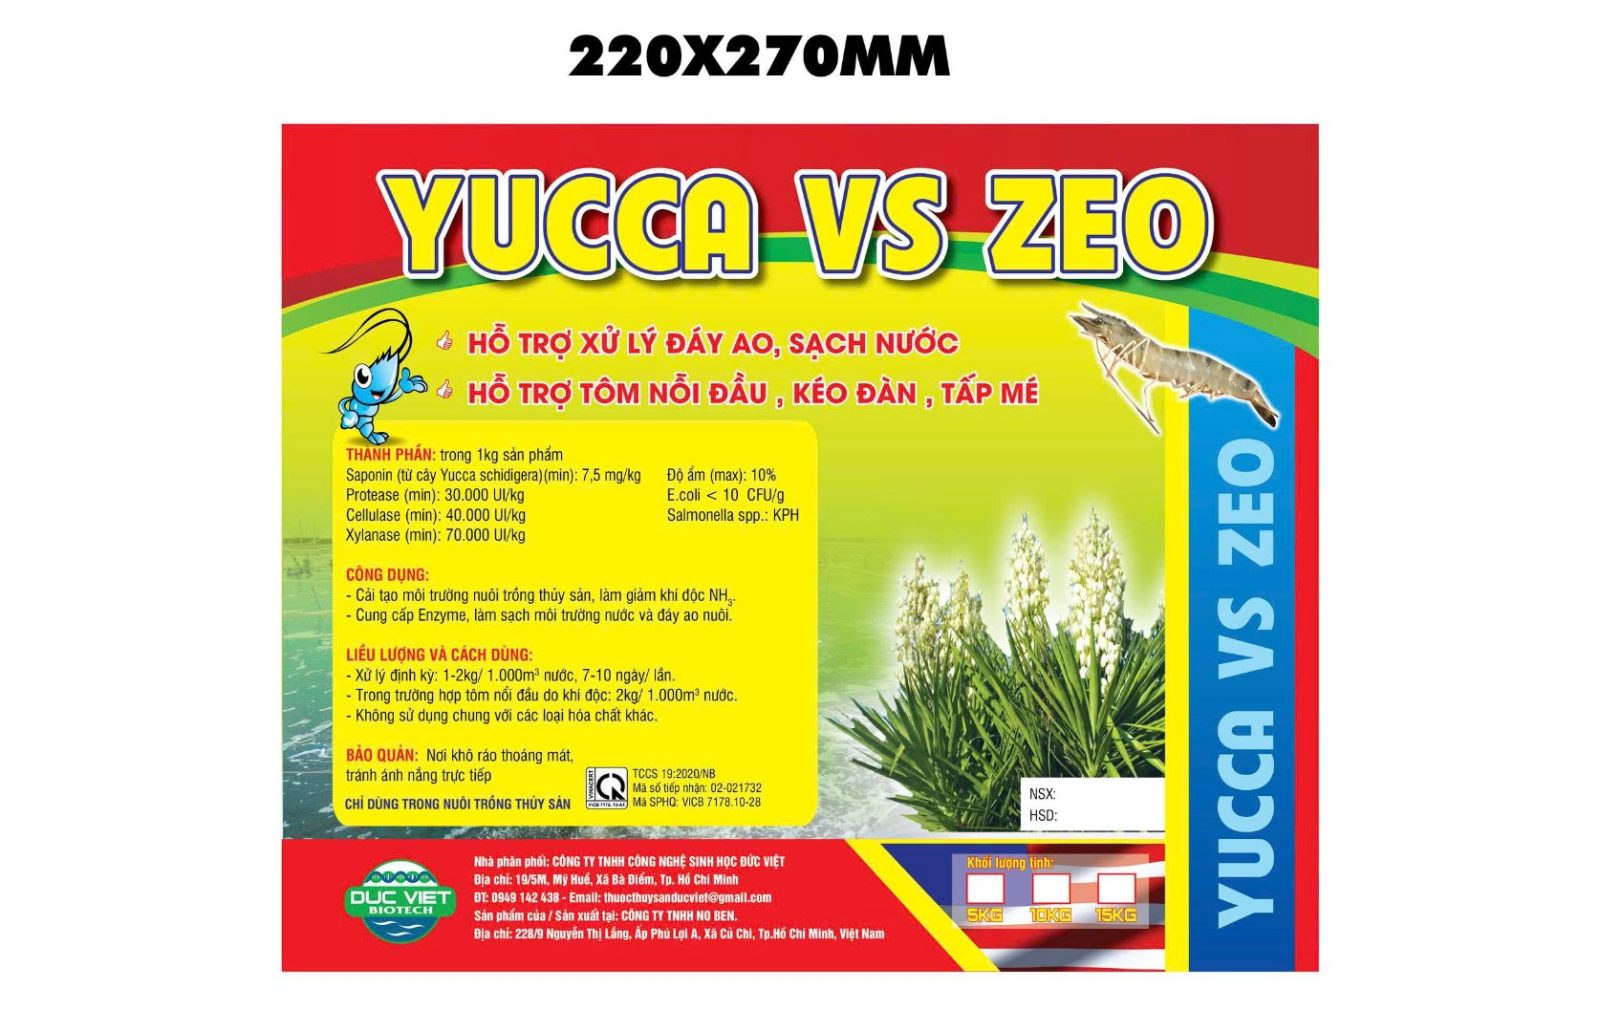 220X270MM
YUCCA VS ZEO
HỖ TRỢ XỬ LÝ ĐÁY AO, SẠCH NƯỚC
HỖ TRỢ TÔM NỔI ĐẦU , KÉO ĐÀN , TẤP MÉ
THÀNH PHẦN: trong 1kg sản phẩm
Saponin (từ cây Yucca schidigera)(min): 7,5 mg/kg
Protease (min): 30.000 UI/kg
Cellulase (min): 40.000 UI/kg
Xylanase (min): 70.000 UI/kg
Độ ẩm (max): 10%
E.coli < 10 CFU/g
Salmonella spp.: KPH
CÔNG DỤNG:
- Cải tạo môi trường nuôi trồng thủy sản, làm giảm khí độc NH3.
- Cung cấp Enzyme, làm sạch môi trường nước và đáy ao nuôi.
LIỀU LƯỢNG VÀ CÁCH DÙNG:
- Xử lý định kỳ: 1-2kg/ 1.000m³ nước, 7-10 ngày/ lần.
- Trong trường hợp tôm nổi đầu do khí độc: 2kg/ 1.000m³ nước.
- Không sử dụng chung với các loại hóa chất khác.
BẢO QUẢN: Nơi khô ráo thoáng mát,
tránh ánh nắng trực tiếp
CHỈ DÙNG TRONG NUÔI TRỒNG THỦY SẢN
VINACERT
VICB 7178. 10-A1
TCCS 19:2020/NB
Mã số tiếp nhận: 02-021732
Mã SPHQ: VICB 7178.10-28
NSX:
HSD:
YUCCA VS ZEO
DUC VIET
BIOTECH
Nhà phân phối: CÔNG TY TNHH CÔNG NGHỆ SINH HỌC ĐỨC VIỆT
Địa chỉ: 19/5M, Mỹ Huề, Xã Bà Điểm, Tp. Hồ Chí Minh
ĐT: 0949 142 438 - Email: thuocthuysanducviet@gmail.com
Sản phẩm của / Sản xuất tại: CÔNG TY TNHH NO BEN.
Địa chỉ: 228/9 Nguyễn Thị Lắng, Ấp Phú Lợi A, Xã Củ Chi, Tp.Hồ Chí Minh, Việt Nam
Khối lượng tịnh:
5KG 10KG 15KG